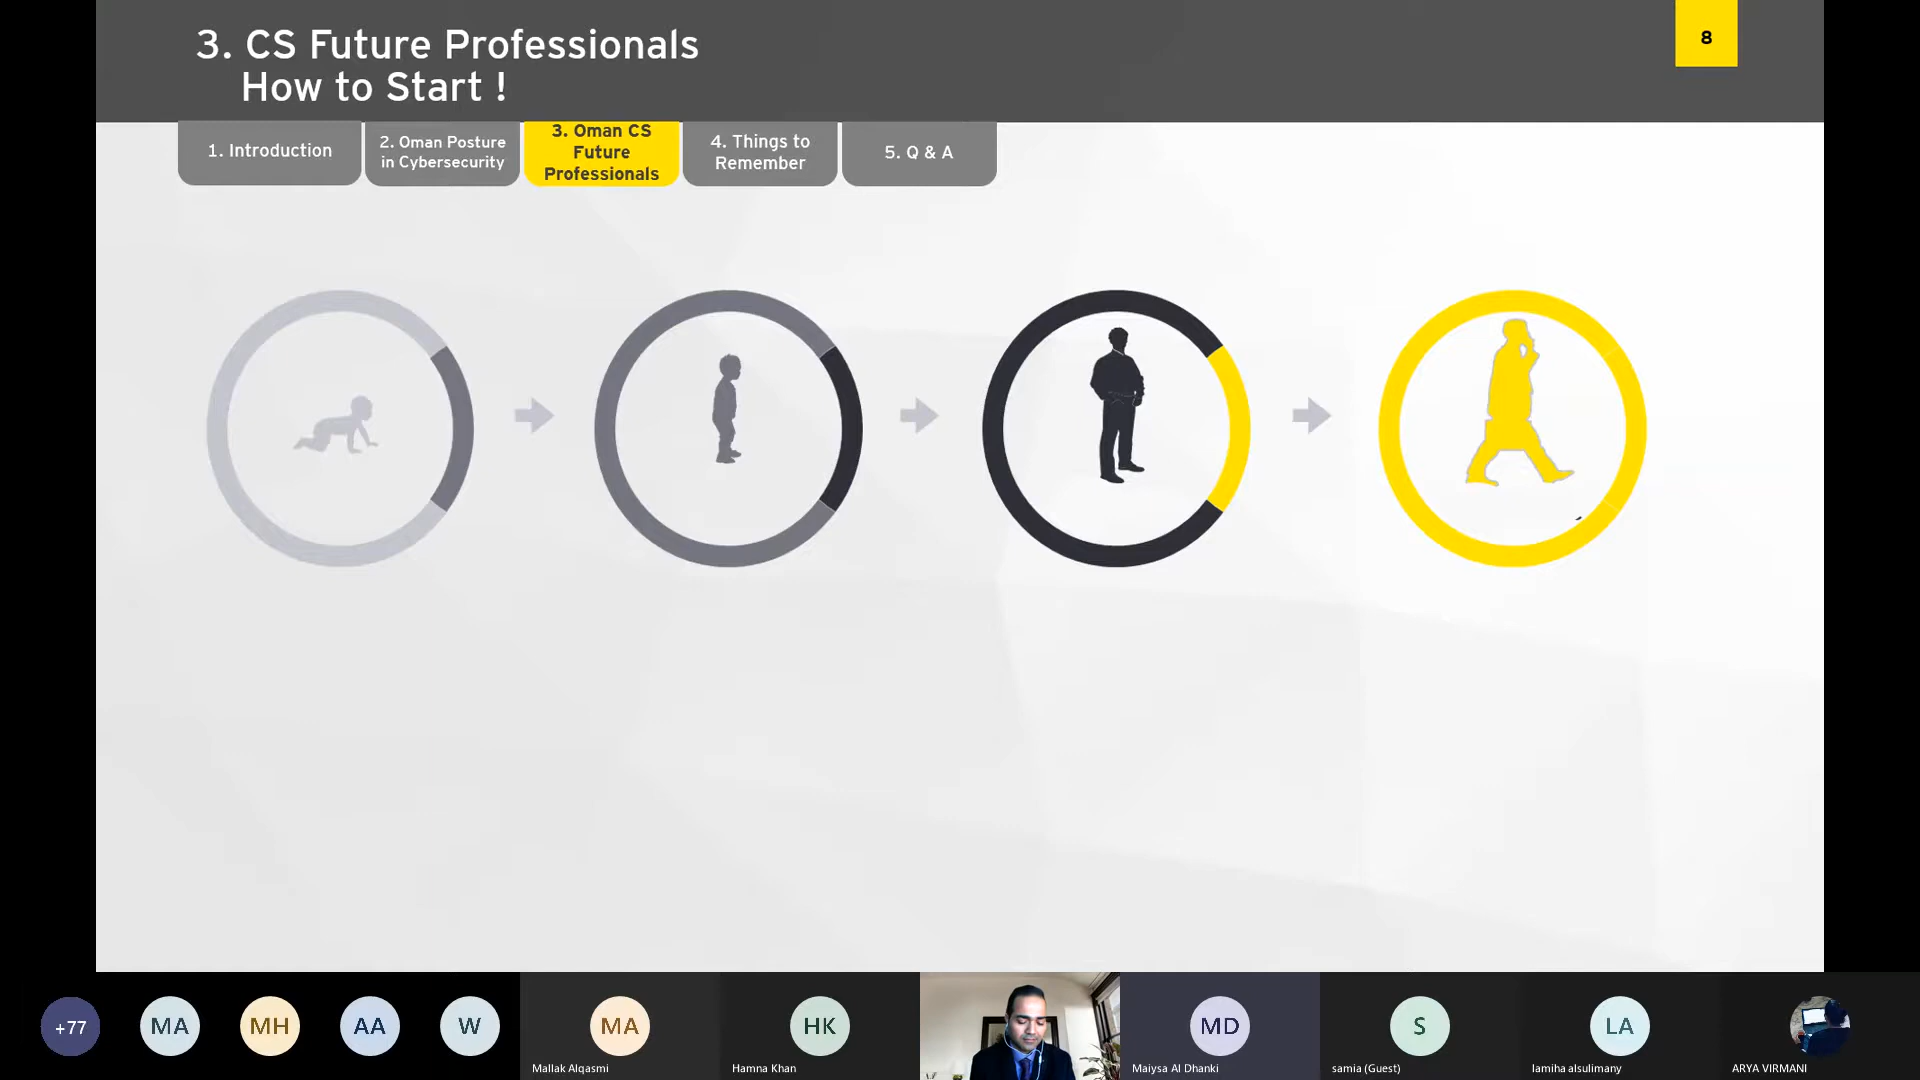 3. CS Future Professionals
How to Start !
8
1. Introduction
2. Oman Posture
in Cybersecurity
3. Oman CS
Future
Professionals
4. Things to
Remember
5. Q & A
+77
MA
MH
AA
W
MA
Mallak Alqasmi
HK
Hamna Khan
MD
Maiysa Al Dhanki
S
samia (Guest)
LA
lamiha alsulimany
ARYA VIRMANI